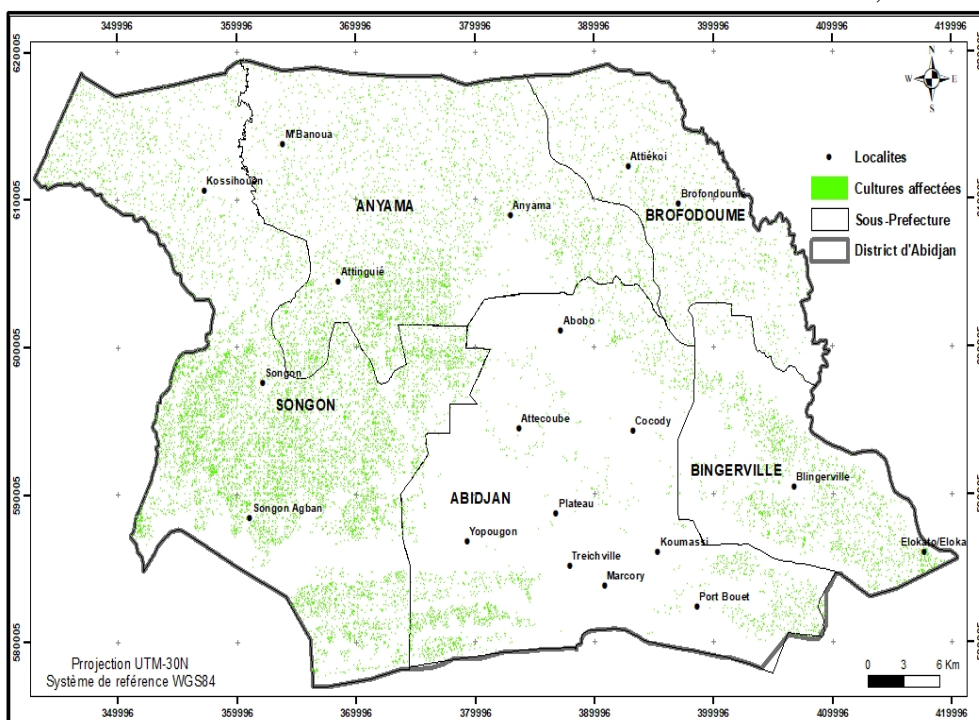 349996 359996 369996 379996 389996 399996 409996 419996
620005
610005
600005
590005
580005
N
W E
S
Localites
Cultures affectées
Sous-Prefecture
District d'Abidjan
M'Banoua
Kossihouen
ANYAMA
Anyama
Attiékoi
Brofondoumé
BROFODOUME
Attinguié
Abobo
Songon
SONGON
Attecoube
Cocody
BINGERVILLE
Blingerville
ABIDJAN
Songon Agban
Plateau
Yopougon
Koumassi
Elokato/Eloka
Treichville
Marcory
Port Bouet
Prrojection UTM-30N
Système de reférence WGS84
0 3 6 Km
349996 359996 369996 379996 389996 399996 409996 419996